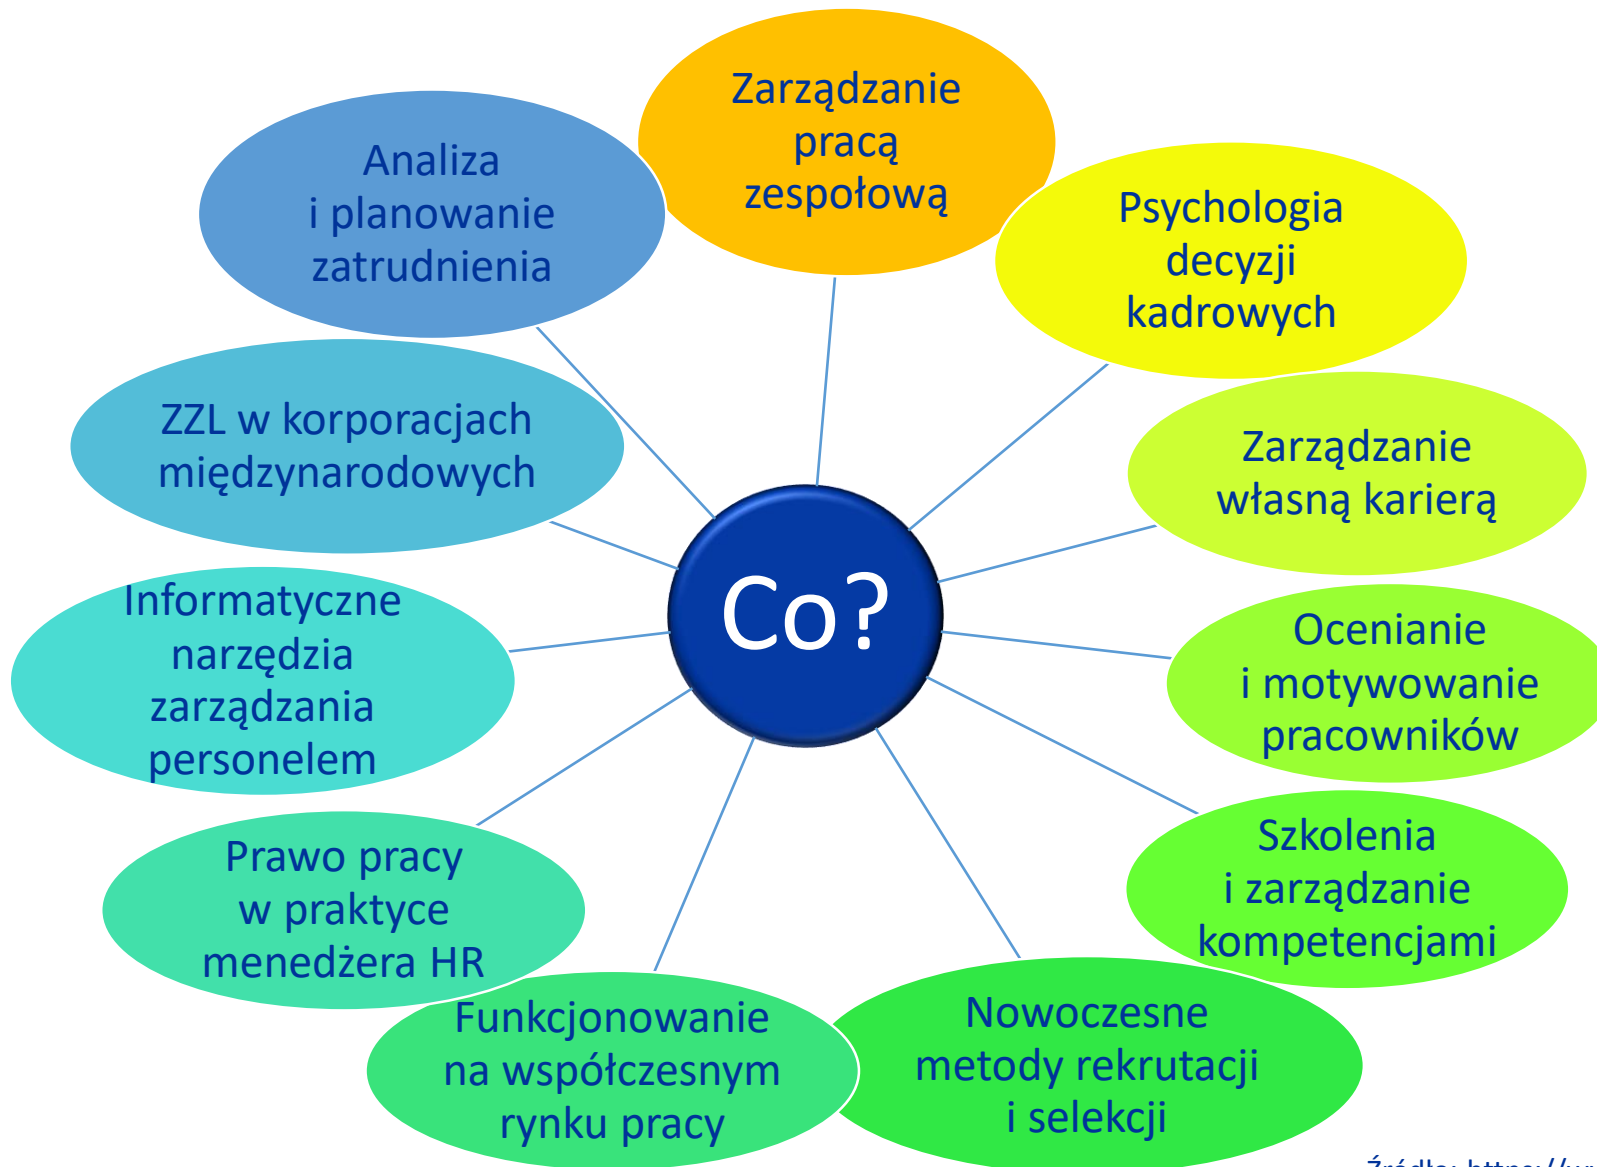 Zarządzanie
pracą
zespołową
Psychologia
decyzji
kadrowych
Zarządzanie
własną karierą
Ocenianie
i motywowanie
pracowników
Szkolenia
i zarządzanie
kompetencjami
Nowoczesne
metody rekrutacji
i selekcji
Funkcjonowanie
na współczesnym
rynku pracy
Prawo pracy
w praktyce
menedżera HR
Informatyczne
narzędzia
zarządzania
personelem
ZZL w korporacjach
międzynarodowych
Analiza
i planowanie
zatrudnienia
Co?